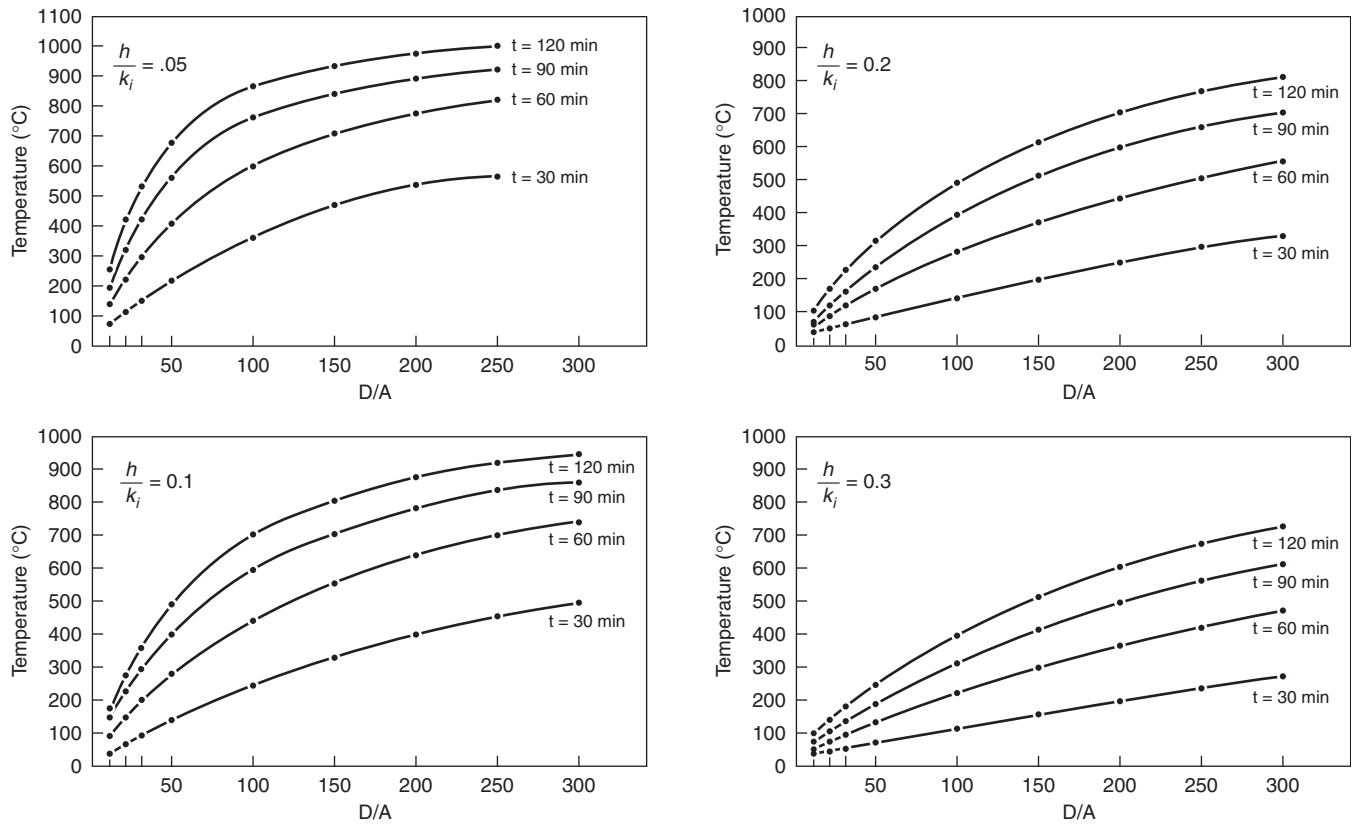 1100
1000
900
800
700
600
500
400
300
200
100
0
Temperature (°C)
h
k_i = .05
t = 120 min
t = 90 min
t = 60 min
t = 30 min
50 100 150 200 250 300
D/A
1000
900
800
700
600
500
400
300
200
100
0
Temperature (°C)
h
k_i = 0.2
t = 120 min
t = 90 min
t = 60 min
t = 30 min
50 100 150 200 250 300
D/A
1000
900
800
700
600
500
400
300
200
100
0
Temperature (°C)
h
k_i = 0.1
t = 120 min
t = 90 min
t = 60 min
t = 30 min
50 100 150 200 250 300
D/A
1000
900
800
700
600
500
400
300
200
100
0
Temperature (°C)
h
k_i = 0.3
t = 120 min
t = 90 min
t = 60 min
t = 30 min
50 100 150 200 250 300
D/A